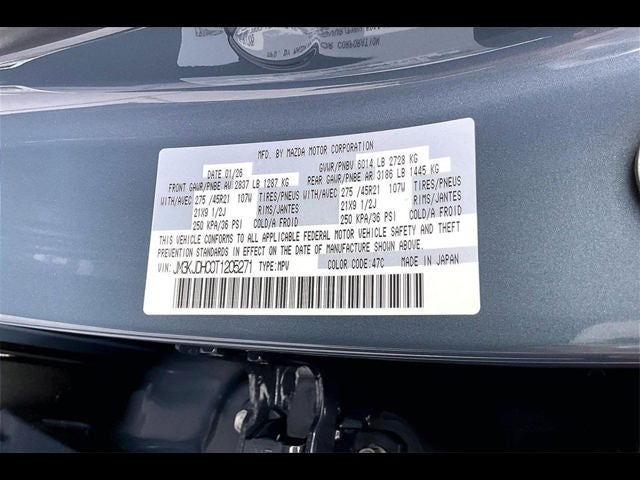 MFD. BY MAZDA MOTOR CORPORATION
DATE 01/26 GVWR/PNBV 6014 LB 2728 KG
FRONT GAWR/PNBE AV 2837 LB 1287 KG REAR GAWR/PNBE AR 3186 LB 1445 KG
WITH/AVEC 275 /45R21 107W TIRES/PNEUS WITH/AVEC 275 /45R21 107W TIRES/PNEUS
21X9 1/2J RIMS/JANTES 21X9 1/2J RIMS/JANTES
250 KPA/36 PSI COLD/A FROID 250 KPA/36 PSI COLD/A FROID
THIS VEHICLE CONFORMS TO ALL APPLICABLE FEDERAL MOTOR VEHICLE SAFETY AND THEFT
PREVENTION STANDARDS IN EFFECT ON THE DATE OF MANUFACTURE SHOWN ABOVE.
VIN: JM3KJDHC0T1205271 TYPE:MPV COLOR CODE:47C MADE IN JAPAN